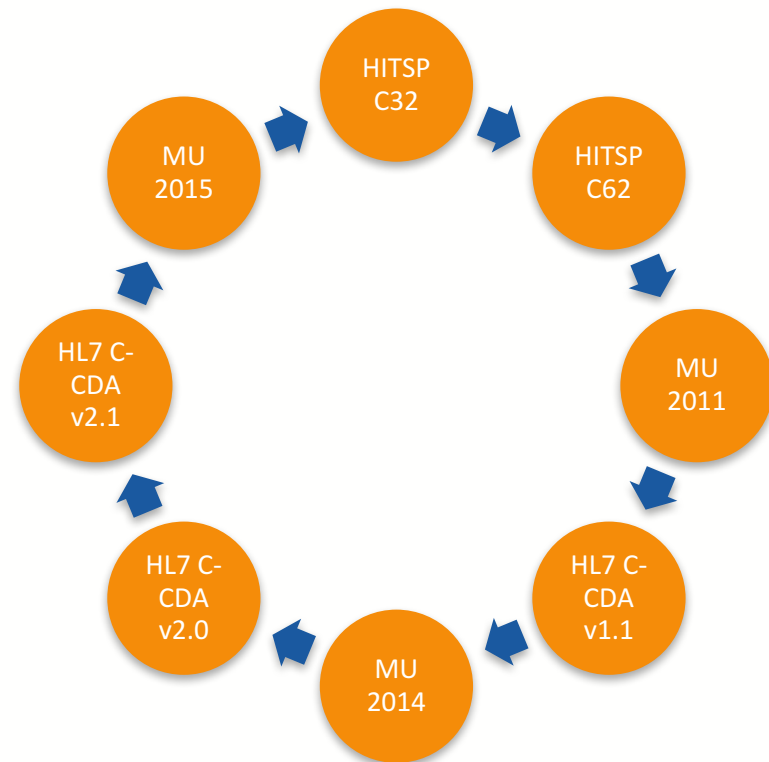 HITSP
C32
HITSP
C62
MU
2011
HL7 C-
CDA
v1.1
MU
2014
HL7 C-
CDA
v2.0
HL7 C-
CDA
v2.1
MU
2015